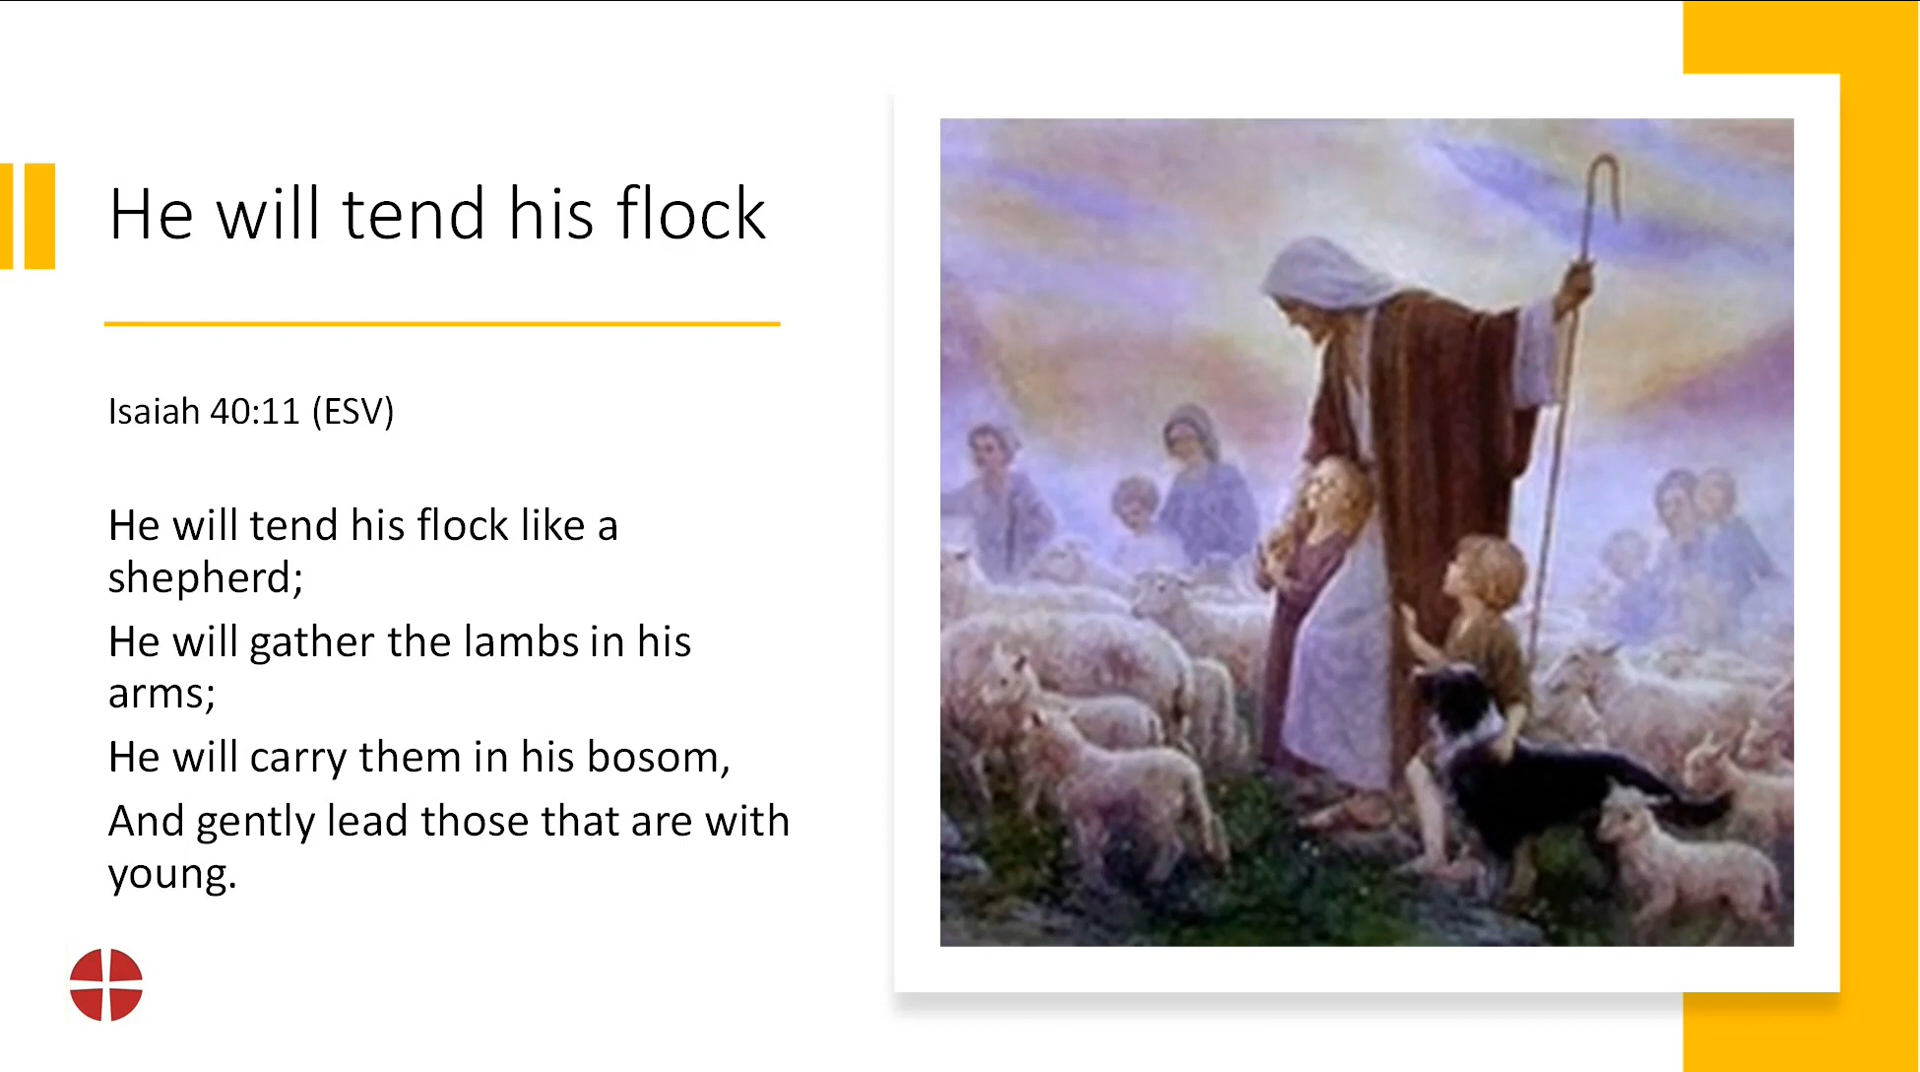 He will tend his flock
Isaiah 40:11 (ESV)
He will tend his flock like a
shepherd;
He will gather the lambs in his
arms;
He will carry them in his bosom,
And gently lead those that are with
young.